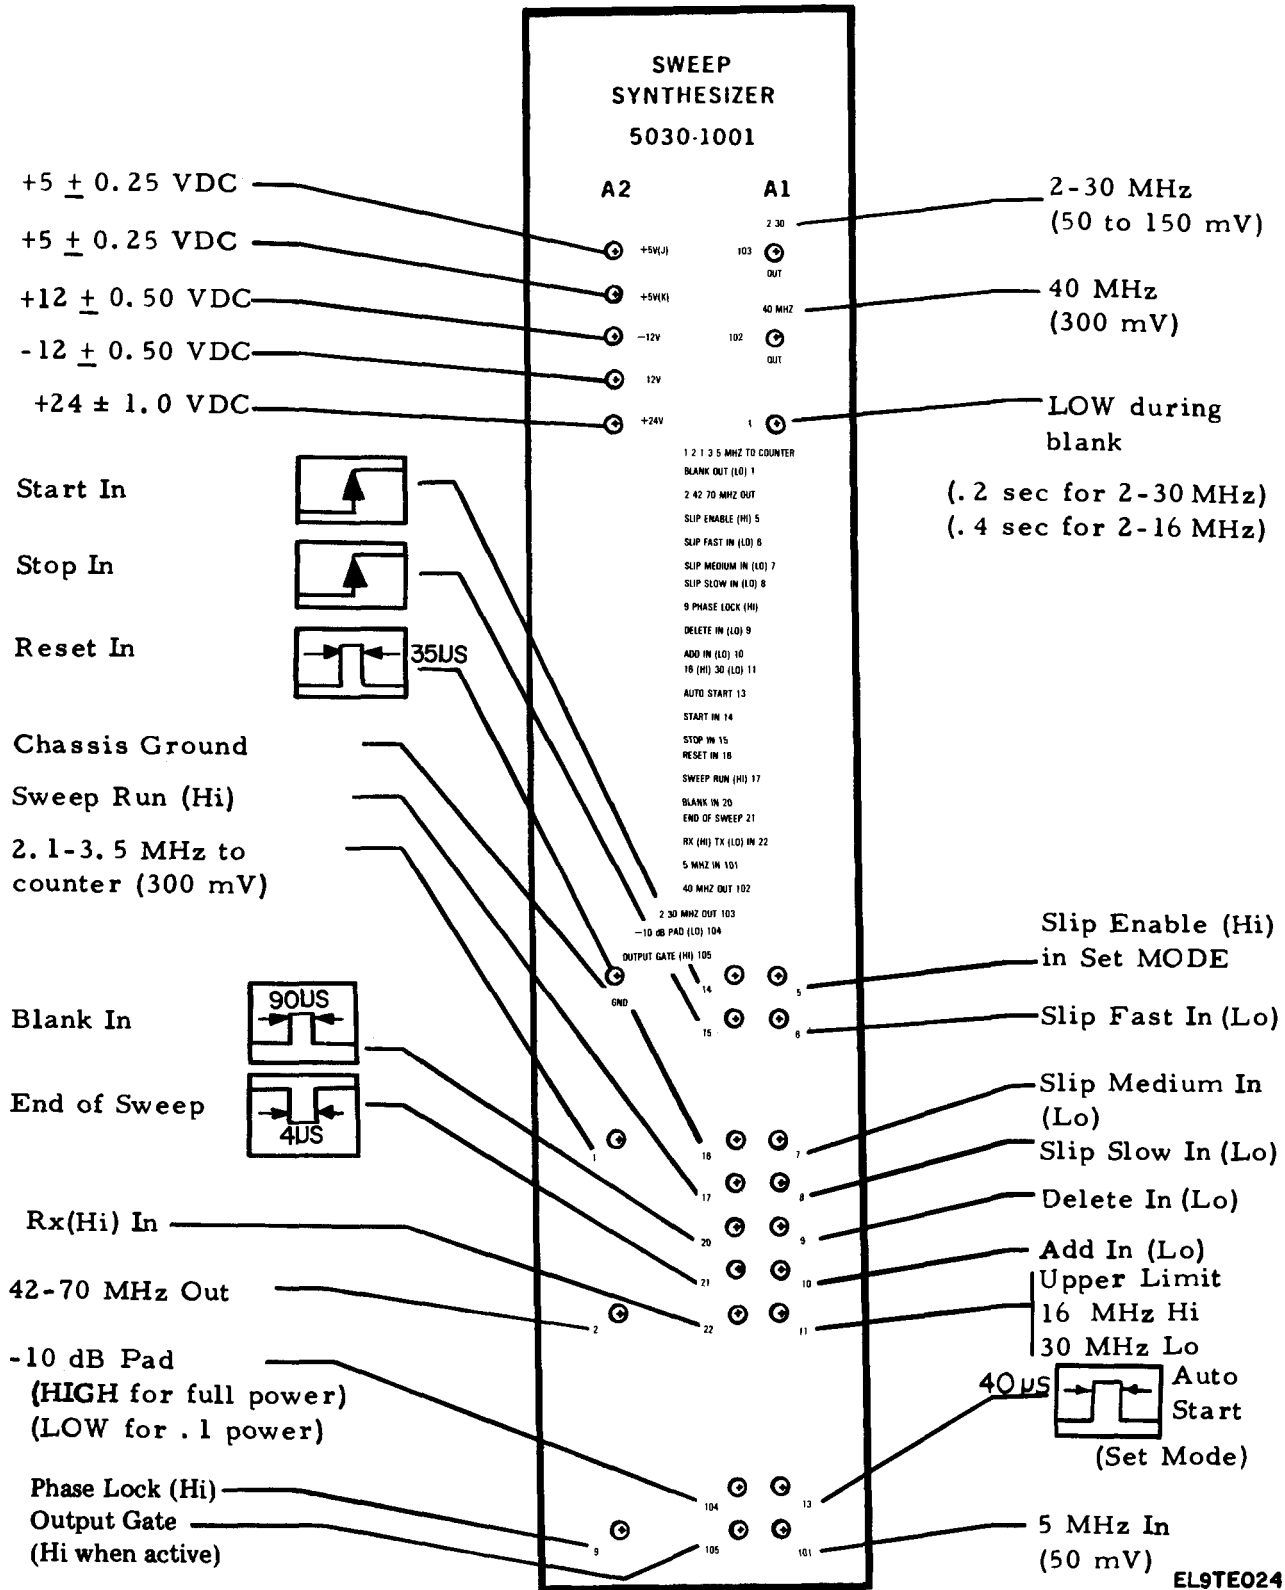 SWEEP
SYNTHESIZER
5030-1001
A2
A1
+5 ± 0.25 VDC
+5 ± 0.25 VDC
+12 ± 0.50 VDC
-12 ± 0.50 VDC
+24 ± 1.0 VDC
+5V(J)
+5V(K)
-12V
12V
+24V
2 30
103
OUT
40 MHZ
102
OUT
1
2-30 MHz
(50 to 150 mV)
40 MHz
(300 mV)
LOW during
blank
(.2 sec for 2-30 MHz)
(.4 sec for 2-16 MHz)
1 2 1 3 5 MHZ TO COUNTER
BLANK OUT (LO) 1
2 42 70 MHZ OUT
SLIP ENABLE (HI) 5
SLIP FAST IN (LO) 6
SLIP MEDIUM IN (LO) 7
SLIP SLOW IN (LO) 8
9 PHASE LOCK (HI)
DELETE IN (LO) 9
ADD IN (LO) 10
16 (HI) 30 (LO) 11
AUTO START 13
START IN 14
STOP IN 15
RESET IN 16
SWEEP RUN (HI) 17
BLANK IN 20
END OF SWEEP 21
RX (HI) TX (LO) IN 22
5 MHZ IN 101
40 MHZ OUT 102
2 30 MHZ OUT 103
-10 dB PAD (LO) 104
OUTPUT GATE (HI) 105
Start In
Stop In
Reset In
35US
Chassis Ground
Sweep Run (Hi)
2.1-3.5 MHz to
counter (300 mV)
Blank In
90US
End of Sweep
4US
Rx(Hi) In
42-70 MHz Out
-10 dB Pad
(HIGH for full power)
(LOW for .1 power)
Phase Lock (Hi)
Output Gate
(Hi when active)
GND
14
5
15
6
1
16
7
17
8
20
9
21
10
2
22
11
104
13
9
105
101
Slip Enable (Hi)
in Set MODE
Slip Fast In (Lo)
Slip Medium In
(Lo)
Slip Slow In (Lo)
Delete In (Lo)
Add In (Lo)
Upper Limit
16 MHz Hi
30 MHz Lo
40 µS
Auto
Start
(Set Mode)
5 MHz In
(50 mV)
EL9TE024